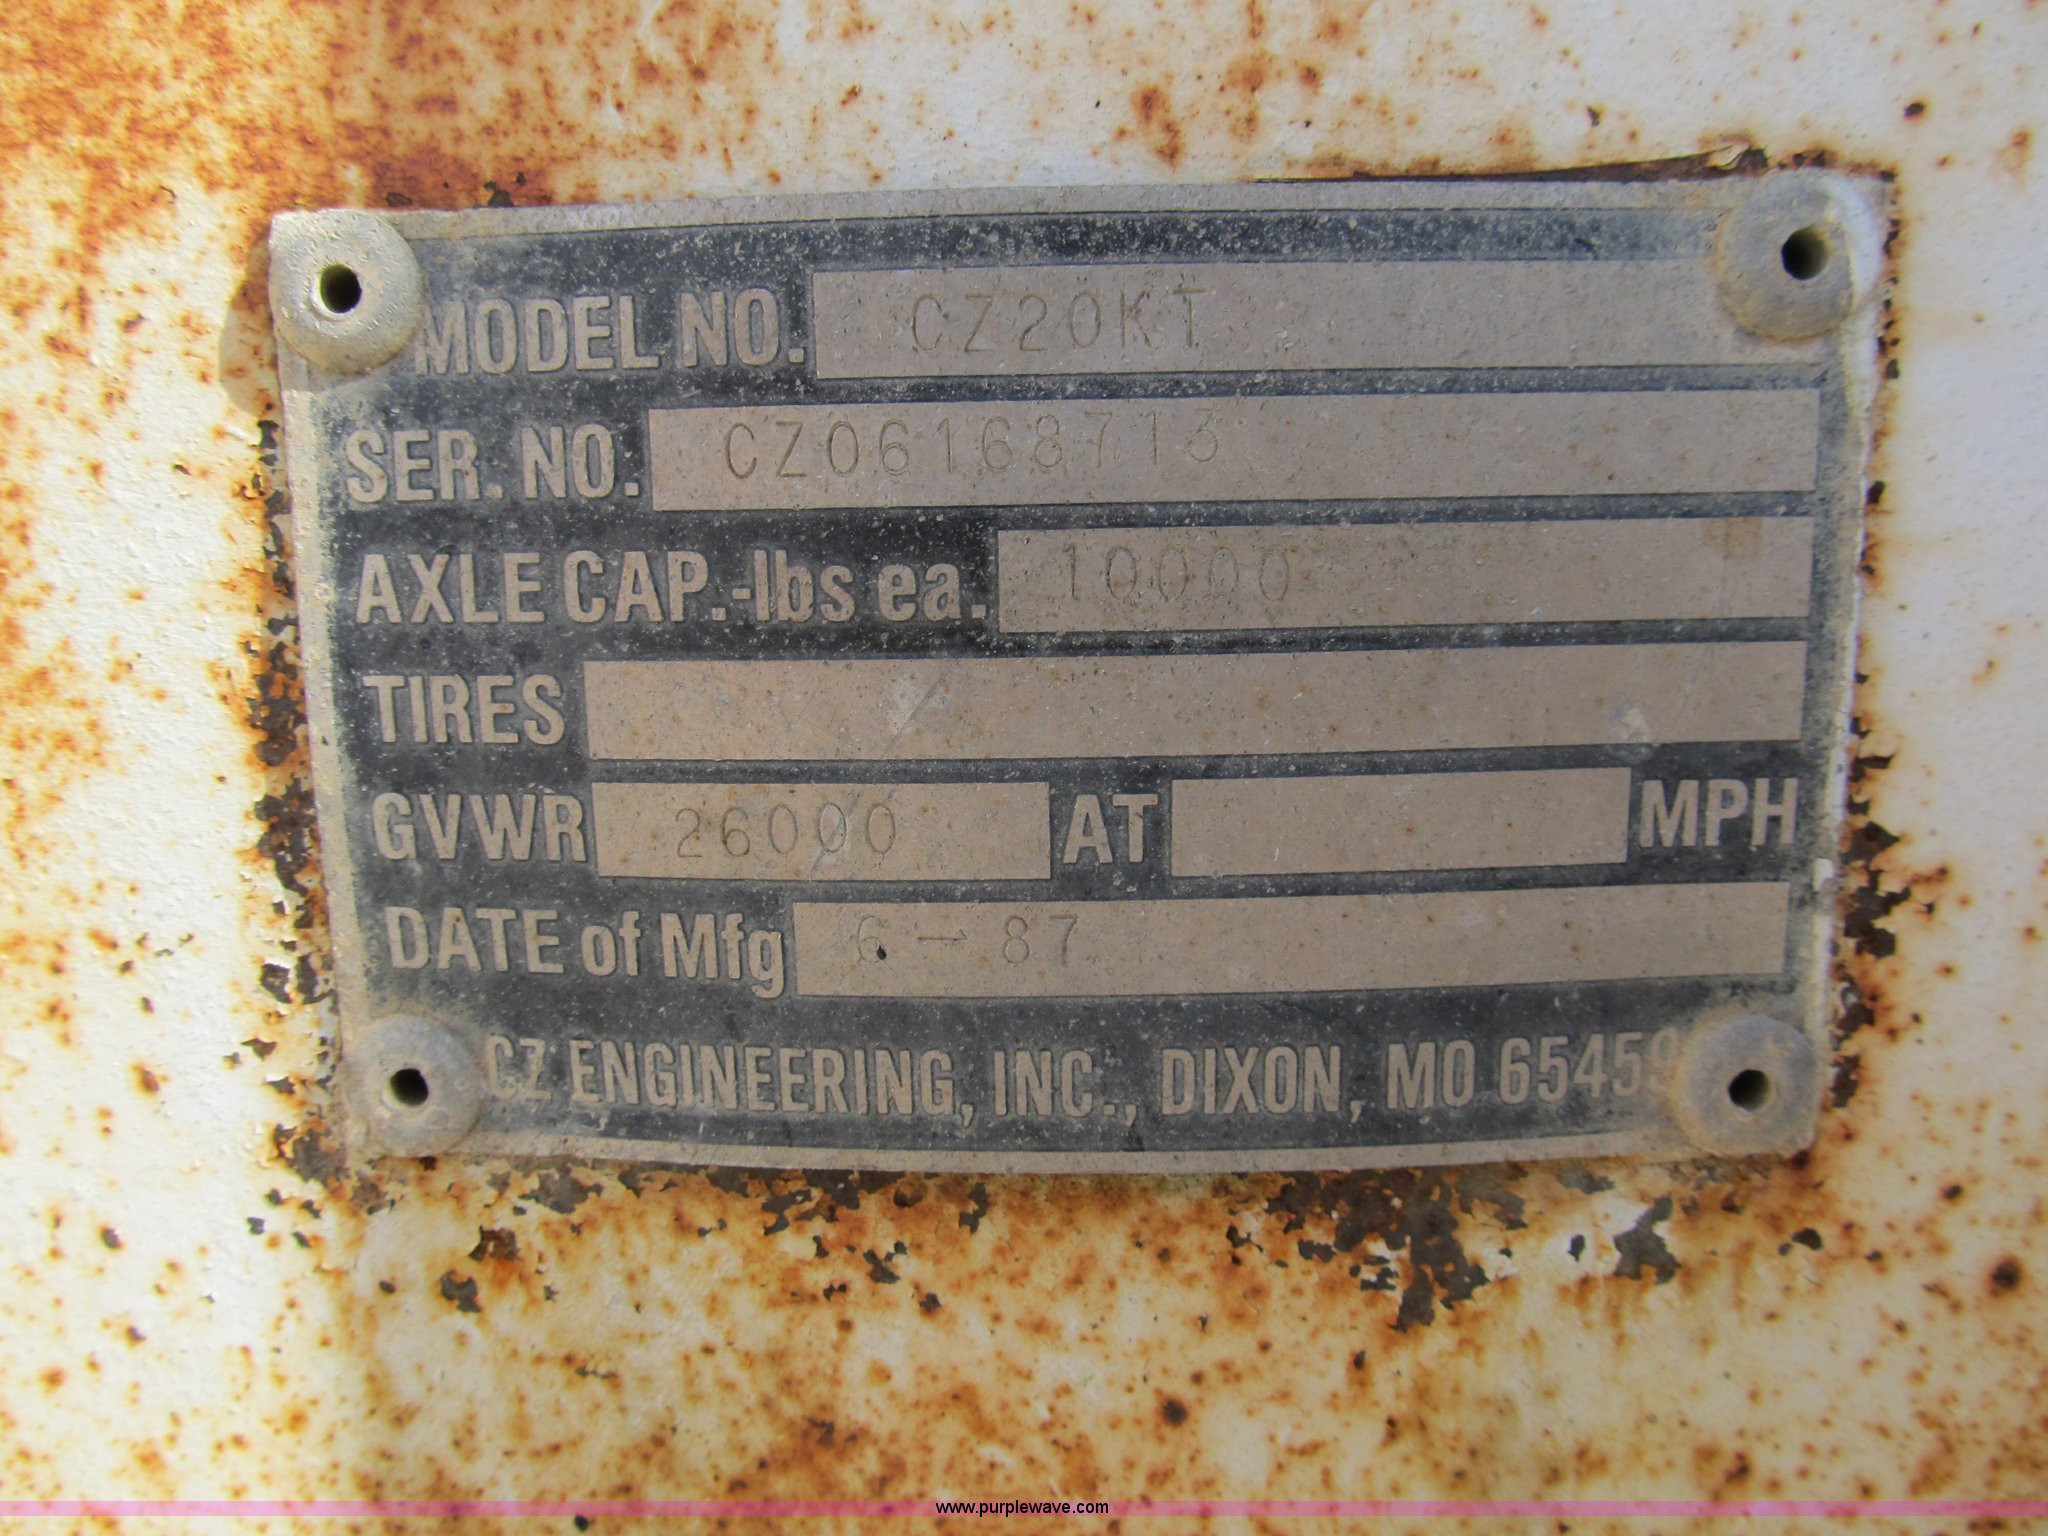 MODEL NO. CZ20KT
SER. NO. CZ06168713
AXLE CAP.-lbs ea. 10000
TIRES
GVWR 26000 AT MPH
DATE of Mfg 6-87
CZ ENGINEERING, INC., DIXON, MO 65459
www.purplewave.com